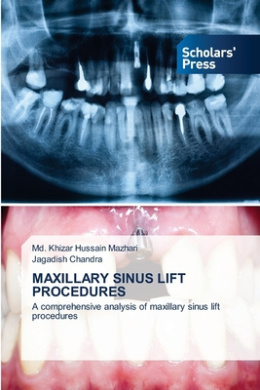 Scholars'
Press
Md. Khizar Hussain Mazhari
Jagadish Chandra
MAXILLARY SINUS LIFT
PROCEDURES
A comprehensive analysis of maxillary sinus lift
procedures